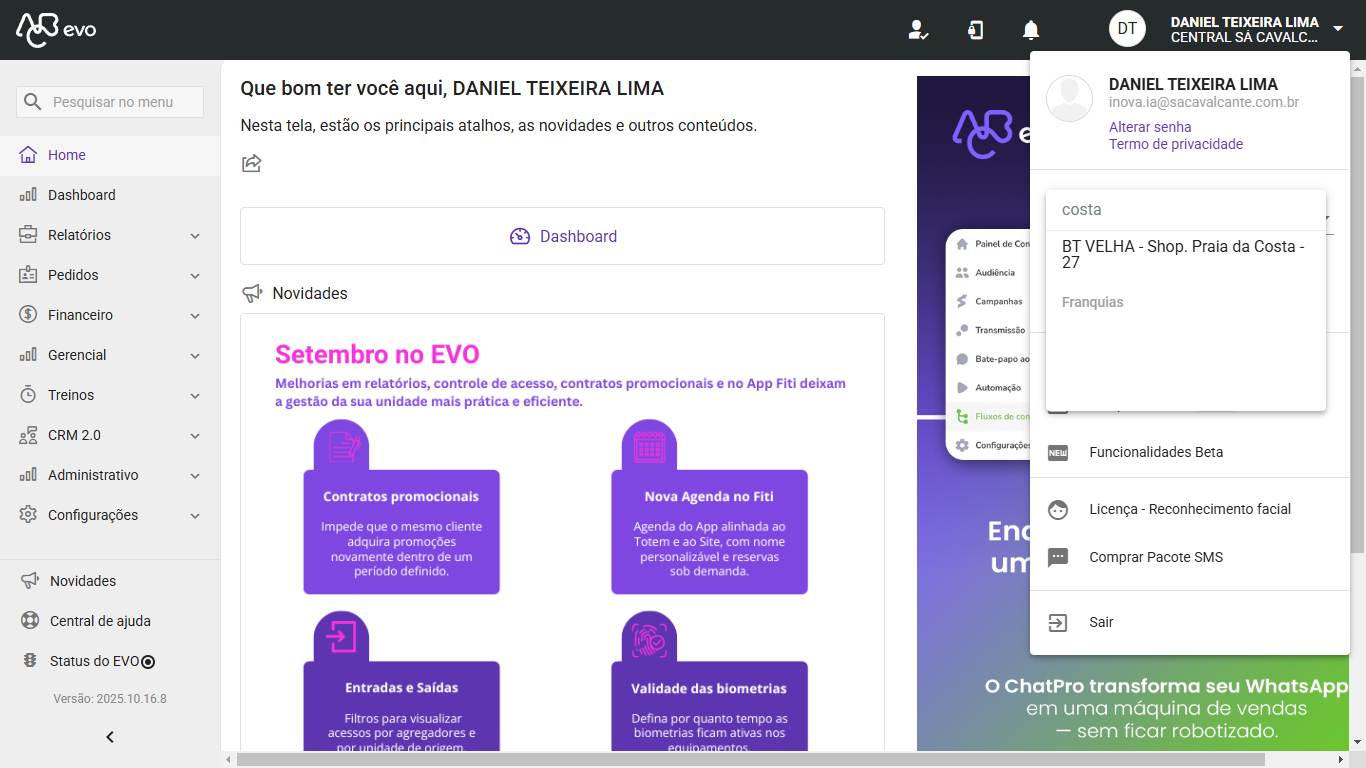 ABC evo
DT
DANIEL TEIXEIRA LIMA
CENTRAL SÁ CAVALC...
Pesquisar no menu
Home
Dashboard
Relatórios
Pedidos
Financeiro
Gerencial
Treinos
CRM 2.0
Administrativo
Configurações
Novidades
Central de ajuda
Status do EVO
Versão: 2025.10.16.8
Que bom ter você aqui, DANIEL TEIXEIRA LIMA
Nesta tela, estão os principais atalhos, as novidades e outros conteúdos.
Dashboard
Novidades
Setembro no EVO
Melhorias em relatórios, controle de acesso, contratos promocionais e no App Fiti deixam
a gestão da sua unidade mais prática e eficiente.
Contratos promocionais
Impede que o mesmo cliente
adquira promoções
novamente dentro de um
período definido.
Nova Agenda no Fiti
Agenda do App alinhada ao
Totem e ao Site, com nome
personalizável e reservas
sob demanda.
Entradas e Saídas
Filtros para visualizar
acessos por agregadores e
por unidade de origem.
Validade das biometrias
Defina por quanto tempo as
biometrias ficam ativas nos
equipamentos.
ABC e
Painel de Con
Audiência
Campanhas
Transmissão
Bate-papo ao
Automação
Fluxos de con
Configurações
Enc
um
O ChatPro transforma seu WhatsApp
em uma máquina de vendas
— sem ficar robotizado.
DANIEL TEIXEIRA LIMA
inova.ia@sacavalcante.com.br
Alterar senha
Termo de privacidade
costa
BT VELHA - Shop. Praia da Costa -
27
Franquias
NEW
Funcionalidades Beta
Licença - Reconhecimento facial
Comprar Pacote SMS
Sair